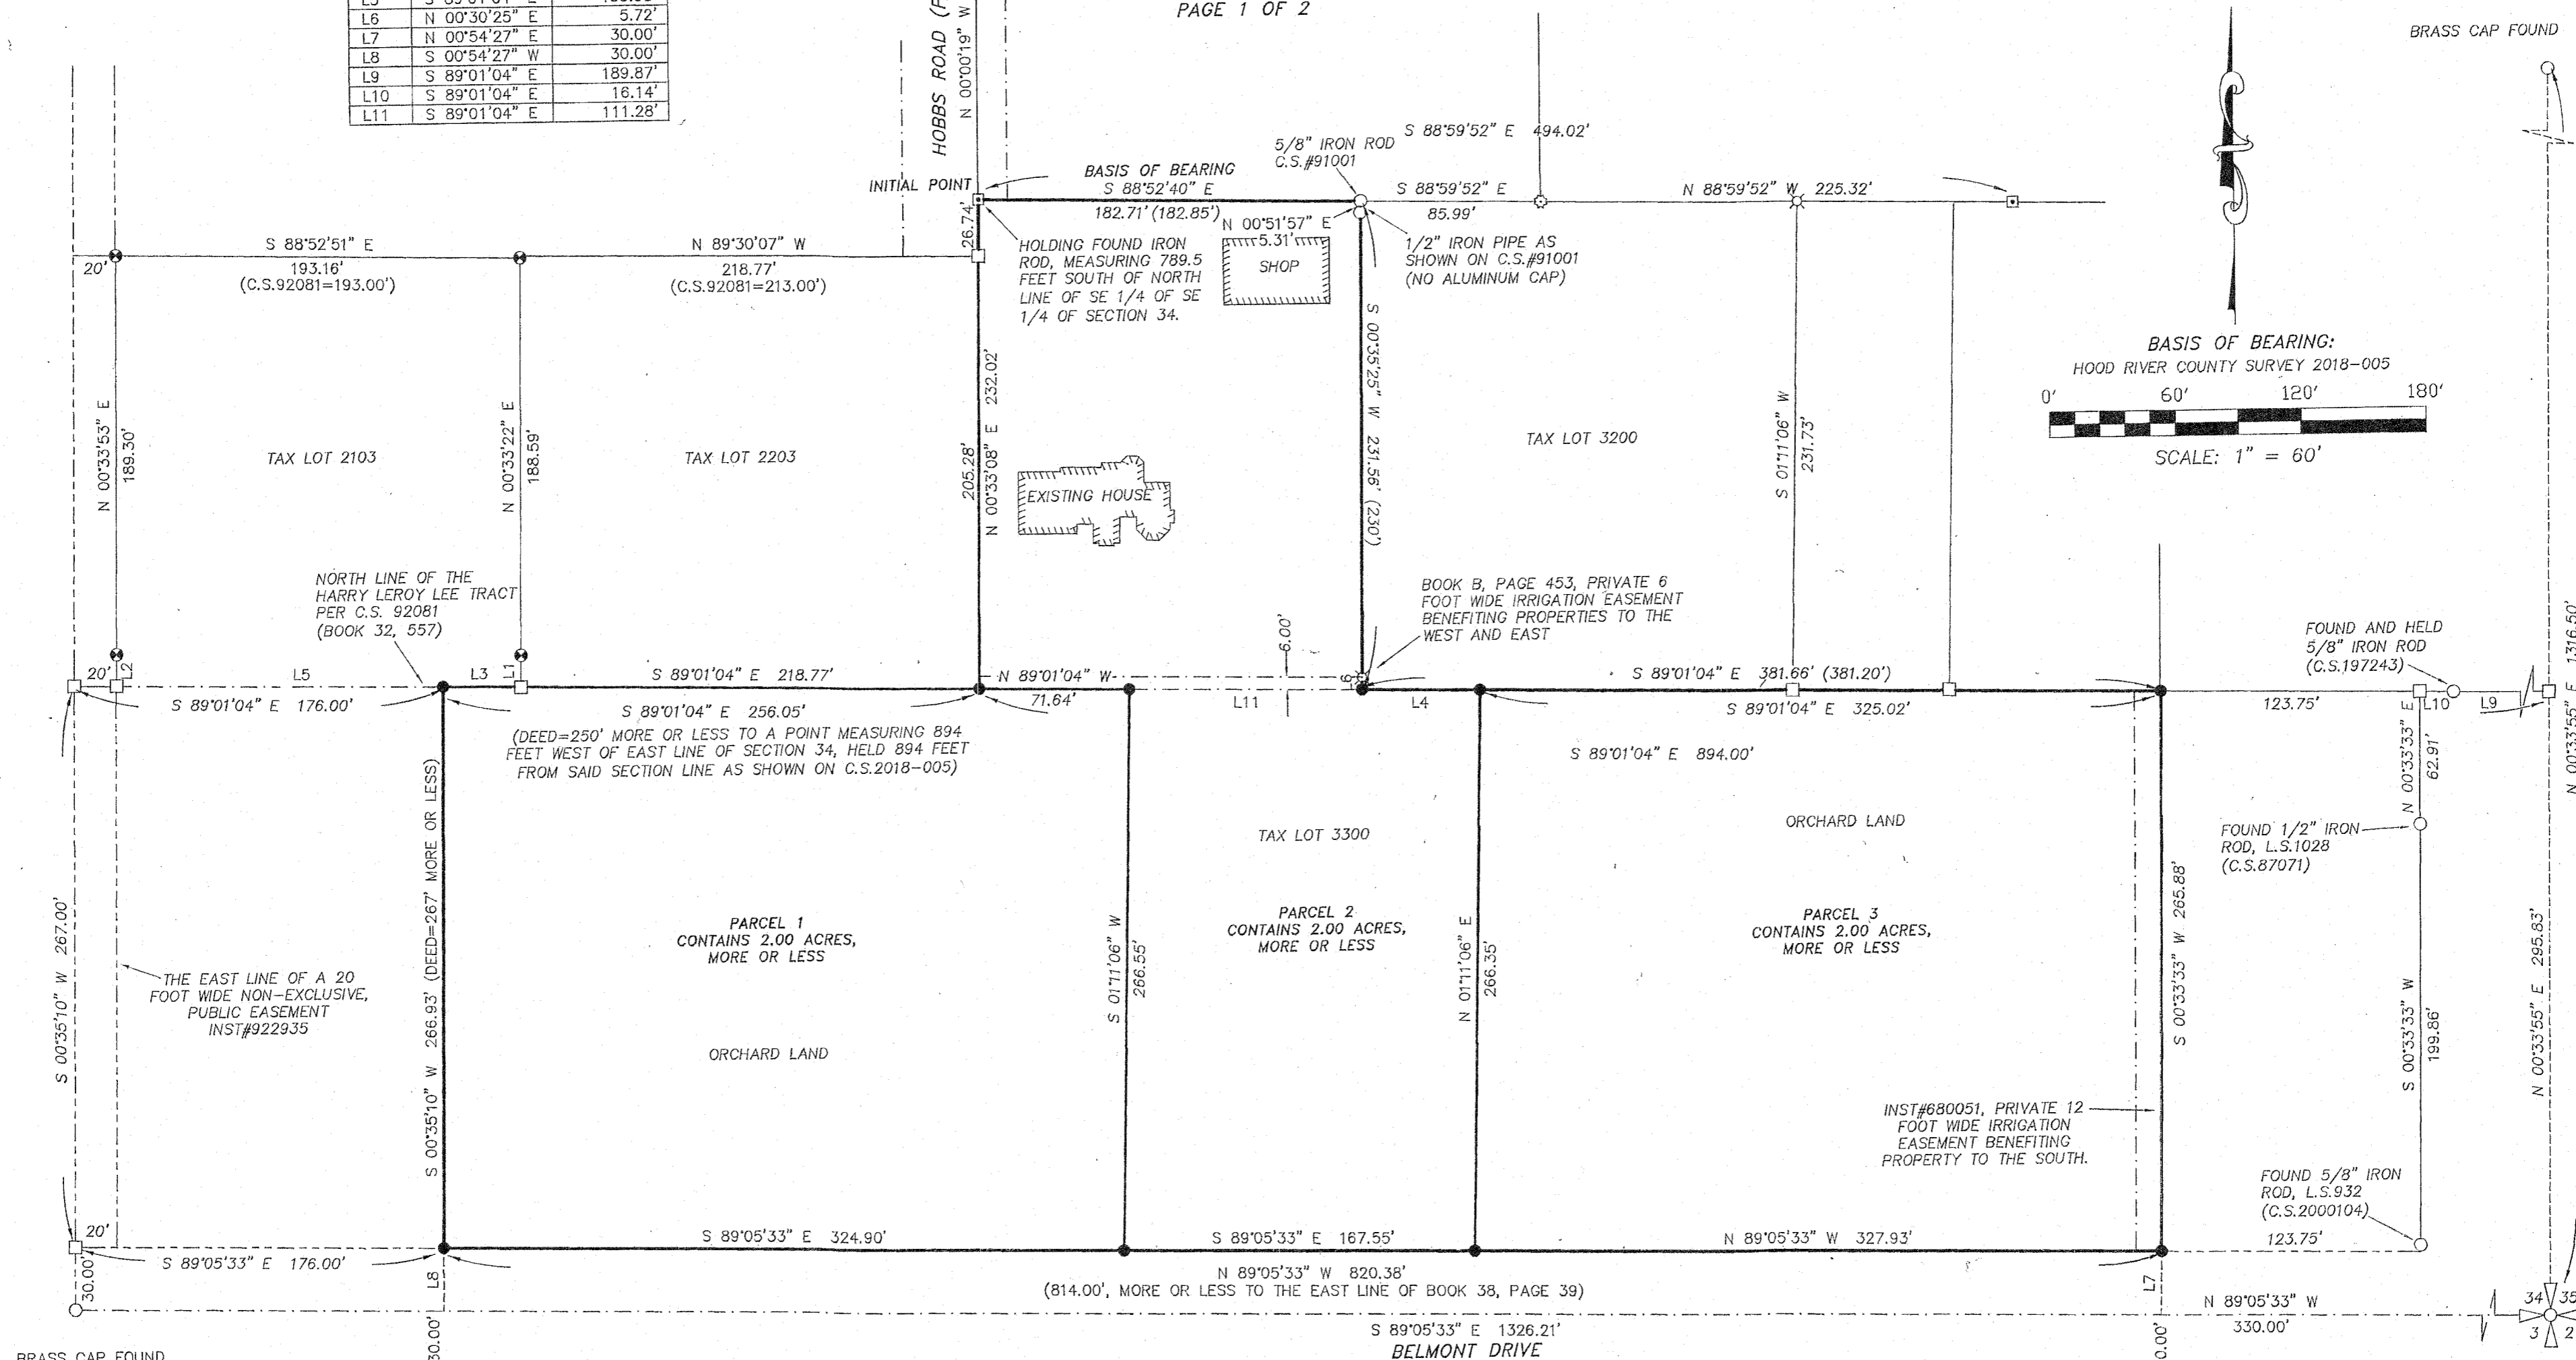 L6 N 00°30'25" E 5.72'
L7 N 00°54'27" E 30.00'
L8 S 00°54'27" W 30.00'
L9 S 89°01'04" E 189.87'
L10 S 89°01'04" E 16.14'
L11 S 89°01'04" E 111.28'
PAGE 1 OF 2
HOBBS ROAD
N 00°00'19" W
BRASS CAP FOUND
S 88°59'52" E 494.02'
5/8" IRON ROD
C.S.#91001
BASIS OF BEARING
INITIAL POINT
S 88°52'40" E
182.71' (182.85')
S 88°59'52" E
85.99'
N 88°59'52" W 225.32'
N 00°51'57" E
5.31'
SHOP
26.74'
HOLDING FOUND IRON
ROD, MEASURING 789.5
FEET SOUTH OF NORTH
LINE OF SE 1/4 OF SE
1/4 OF SECTION 34.
1/2" IRON PIPE AS
SHOWN ON C.S.#91001
(NO ALUMINUM CAP)
20'
S 88°52'51" E
193.16'
(C.S.92081=193.00')
N 89°30'07" W
218.77'
(C.S.92081=213.00')
BASIS OF BEARING:
HOOD RIVER COUNTY SURVEY 2018-005
0' 60' 120' 180'
SCALE: 1" = 60'
N 00°33'53" E
189.30'
TAX LOT 2103
N 00°33'22" E
188.59'
TAX LOT 2203
205.28'
N 00°33'08" E 232.02'
EXISTING HOUSE
S 00°35'25" W 231.56' (230')
TAX LOT 3200
S 01°11'06" W
231.73'
NORTH LINE OF THE
HARRY LEROY LEE TRACT
PER C.S. 92081
(BOOK 32, 557)
BOOK B, PAGE 453, PRIVATE 6
FOOT WIDE IRRIGATION EASEMENT
BENEFITING PROPERTIES TO THE
WEST AND EAST
6.00'
FOUND AND HELD
5/8" IRON ROD
(C.S.197243)
N 00°33'55" E 1316.50'
20'
L2
L5
L3
L1
S 89°01'04" E 218.77'
N 89°01'04" W
71.64'
L11
L4
S 89°01'04" E 381.66' (381.20')
S 89°01'04" E 325.02'
123.75'
L10
L9
S 89°01'04" E 176.00'
S 89°01'04" E 256.05'
(DEED=250' MORE OR LESS TO A POINT MEASURING 894
FEET WEST OF EAST LINE OF SECTION 34, HELD 894 FEET
FROM SAID SECTION LINE AS SHOWN ON C.S.2018-005)
S 89°01'04" E 894.00'
N 00°33'33" E
62.91'
TAX LOT 3300
ORCHARD LAND
FOUND 1/2" IRON
ROD, L.S.1028
(C.S.87071)
S 00°35'10" W 267.00'
S 00°35'10" W 266.93' (DEED=267' MORE OR LESS)
PARCEL 1
CONTAINS 2.00 ACRES,
MORE OR LESS
S 01°11'06" W
266.55'
PARCEL 2
CONTAINS 2.00 ACRES,
MORE OR LESS
N 01°11'06" E
266.35'
PARCEL 3
CONTAINS 2.00 ACRES,
MORE OR LESS
S 00°33'33" W 265.88'
S 00°33'33" W
199.86'
N 00°33'55" E 295.83'
THE EAST LINE OF A 20
FOOT WIDE NON-EXCLUSIVE,
PUBLIC EASEMENT
INST#922935
ORCHARD LAND
INST#680051, PRIVATE 12
FOOT WIDE IRRIGATION
EASEMENT BENEFITING
PROPERTY TO THE SOUTH.
FOUND 5/8" IRON
ROD, L.S.932
(C.S.2000104)
20'
S 89°05'33" E 176.00'
S 89°05'33" E 324.90'
S 89°05'33" E 167.55'
N 89°05'33" W 327.93'
123.75'
30.00'
L8
N 89°05'33" W 820.38'
(814.00', MORE OR LESS TO THE EAST LINE OF BOOK 38, PAGE 39)
L7
N 89°05'33" W
330.00'
34 35
3 2
30.00'
S 89°05'33" E 1326.21'
BELMONT DRIVE
0.00'
BRASS CAP FOUND